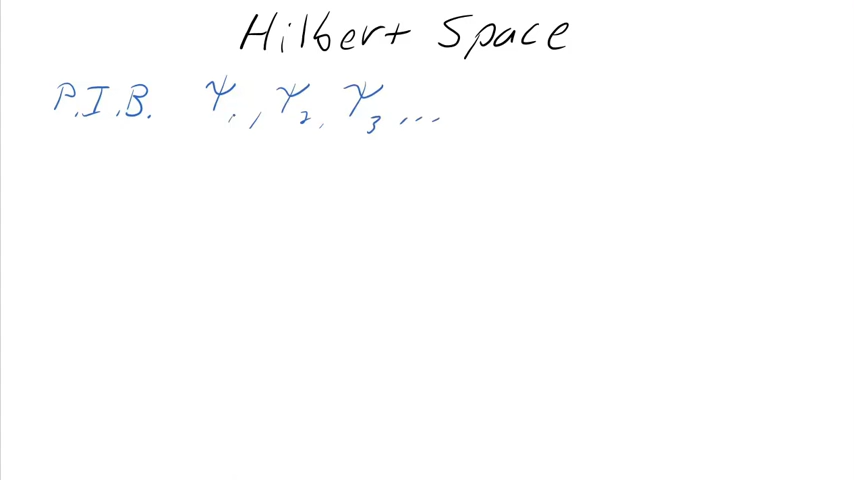 Hilbert Space
P.I.B. Ψ₁, Ψ₂, Ψ₃ ...